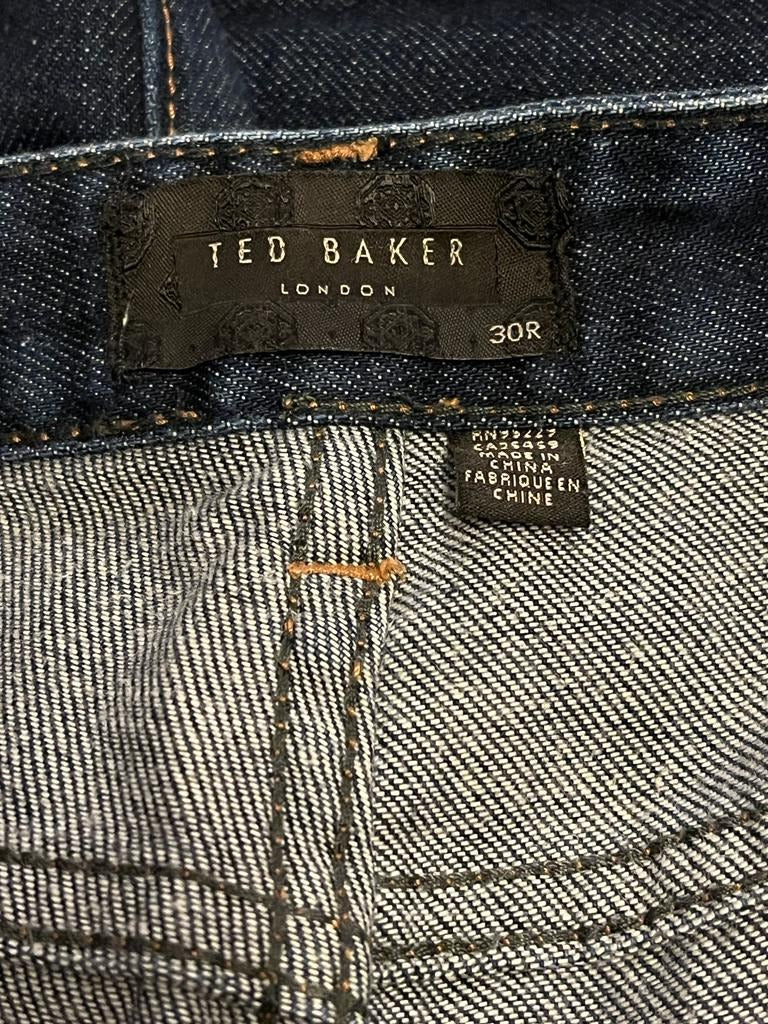 TED BAKER
LONDON
30R
MADE IN
CHINA
FABRIQUE EN
CHINE